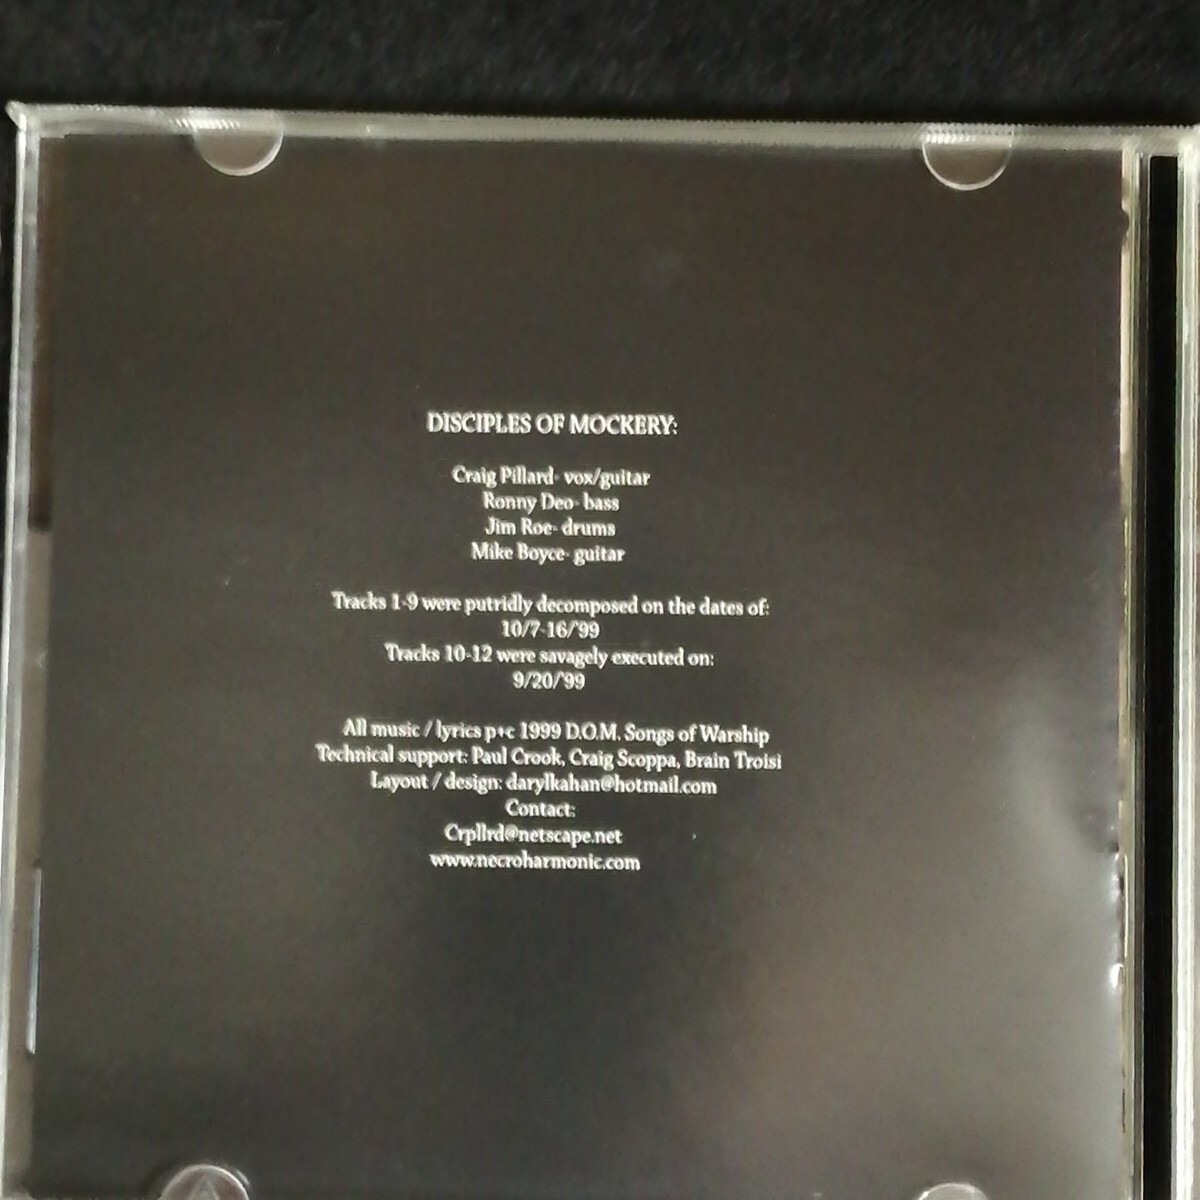 DISCIPLES OF MOCKERY:
Craig Pillard- vox/guitar
Ronny Deo- bass
Jim Roe- drums
Mike Boyce- guitar
Tracks 1-9 were putridly decomposed on the dates of:
10/7-16/'99
Tracks 10-12 were savagely executed on:
9/20/'99
All music / lyrics p+c 1999 D.O.M. Songs of Warship
Technical support: Paul Crook, Craig Scoppa, Brain Troisi
Layout / design: darylkahan@hotmail.com
Contact:
Crpllrd@netscape.net
www.necroharmonic.com